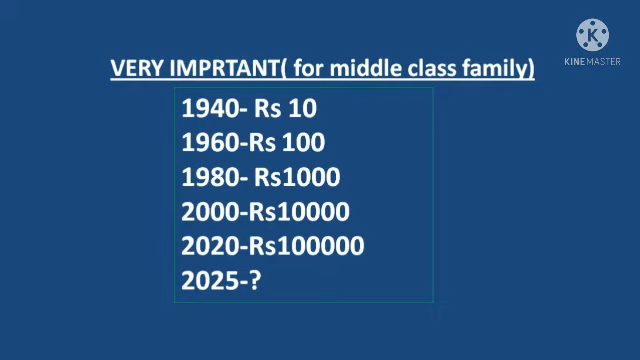 K
KINEMASTER
VERY IMPRTANT( for middle class family)
1940- Rs 10
1960-Rs 100
1980- Rs1000
2000-Rs10000
2020-Rs100000
2025-?